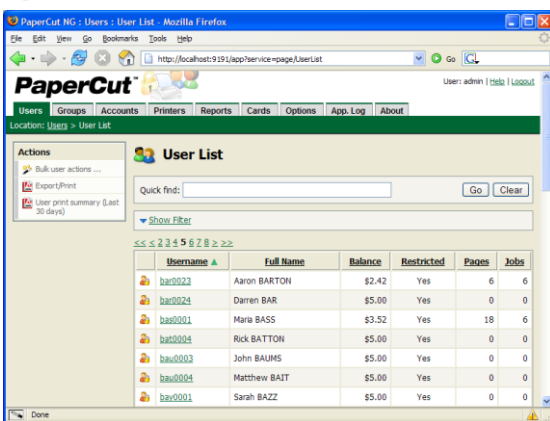 PaperCut NG : Users : User List - Mozilla Firefox
File Edit View Go Bookmarks Tools Help
http://localhost:9191/app?service=page/UserList Go
PaperCut
User: admin | Help | Logout
Users Groups Accounts Printers Reports Cards Options App. Log About
Location: Users > User List
Actions
Bulk user actions ...
Export/Print
User print summary (Last
30 days)
User List
Quick find: Go Clear
Show Filter
<< < 2 3 4 5 6 7 8 > >>
Username ▲ Full Name Balance Restricted Pages Jobs
bar0023 Aaron BARTON $2.42 Yes 6 6
bar0024 Darren BAR $5.00 Yes 0 0
bas0001 Maria BASS $3.52 Yes 18 6
bat0004 Rick BATTON $5.00 Yes 0 0
bau0003 John BAUMS $5.00 Yes 0 0
bau0004 Matthew BAIT $5.00 Yes 0 0
bav0001 Sarah BAZZ $5.00 Yes 0 0
Done